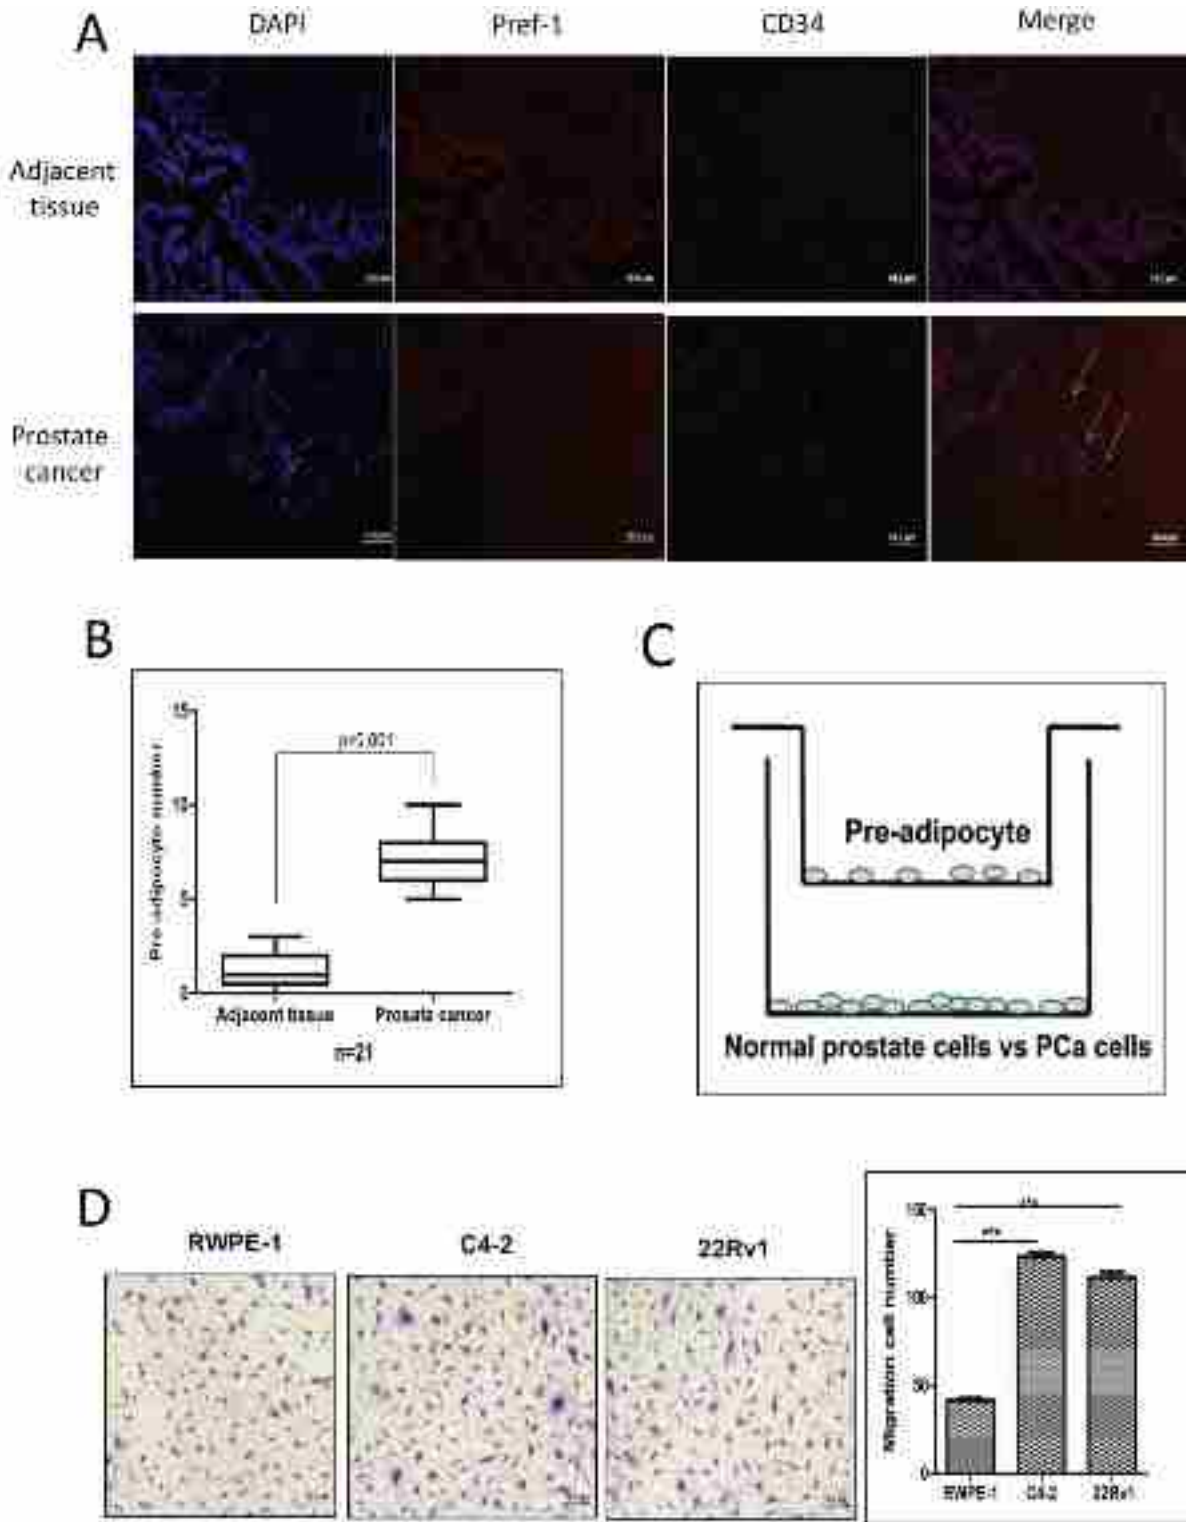 A
DAPI
Pref-1
CD34
Merge
Adjacent
tissue
Prostate
cancer
B
15
10
5
0
Pre-adipocyte number
Adjacent tissue
Prosate cancer
n=21
C
Pre-adipocyte
Normal prostate cells vs PCa cells
D
RWPE-1
C4-2
22Rv1
150
100
50
0
Migration cell number
RWPE-1
C4-2
22Rv1